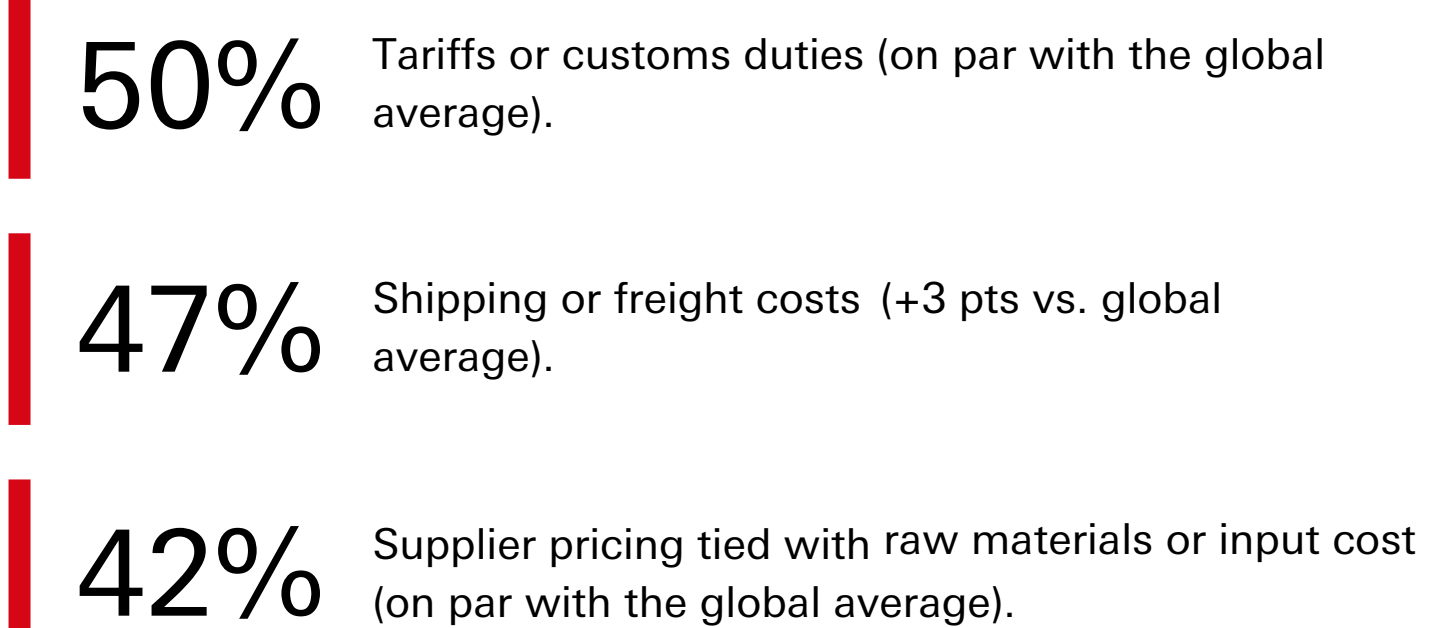 50%
Tariffs or customs duties (on par with the global
average).
47%
Shipping or freight costs (+3 pts vs. global
average).
42%
Supplier pricing tied with raw materials or input cost
(on par with the global average).